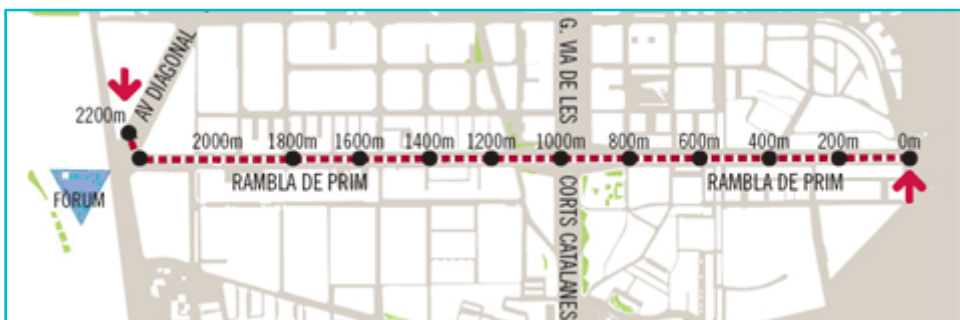 G. VIA DE LES
AV DIAGONAL
2200m
2000m 1800m 1600m 1400m 1200m 1000m 800m 600m 400m 200m 0m
RAMBLA DE PRIM
RAMBLA DE PRIM
FÒRUM
CORTS CATALANES